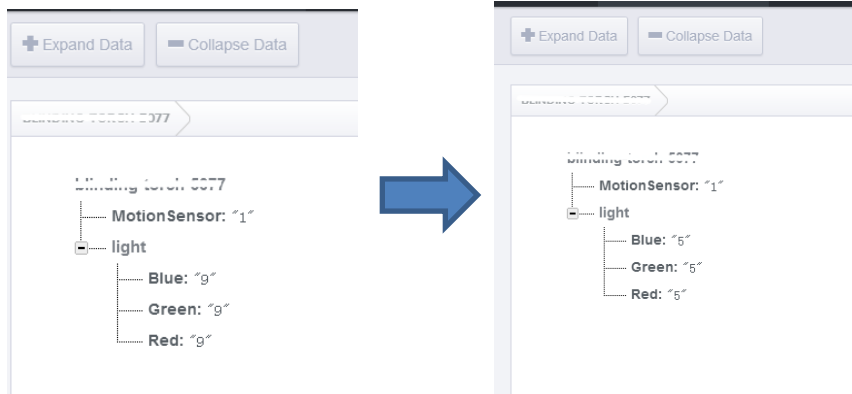 Expand Data Collapse Data
MotionSensor: "1"
light
Blue: "9"
Green: "9"
Red: "9"
Expand Data Collapse Data
MotionSensor: "1"
light
Blue: "5"
Green: "5"
Red: "5"